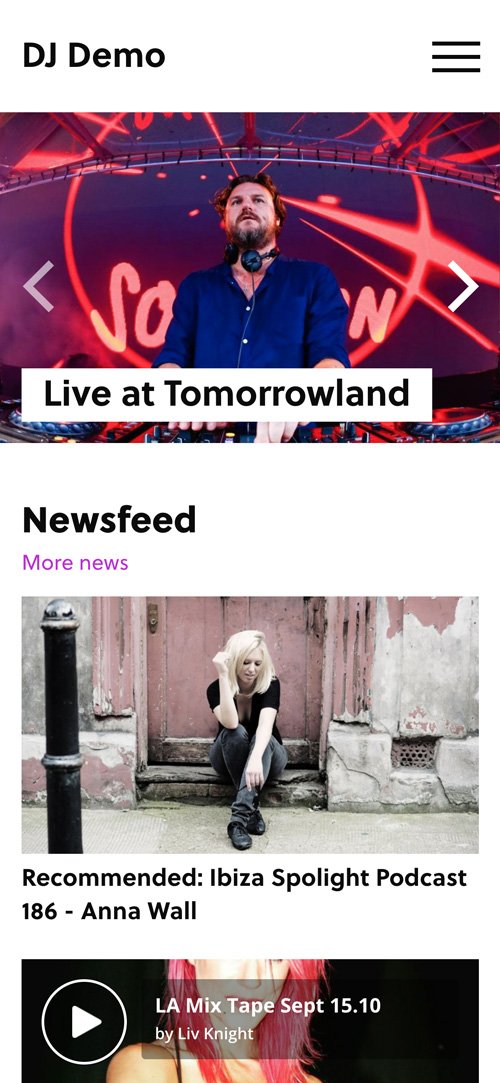 DJ Demo
Live at Tomorrowland
Newsfeed
More news
Recommended: Ibiza Spolight Podcast
186 - Anna Wall
LA Mix Tape Sept 15.10
by Liv Knight